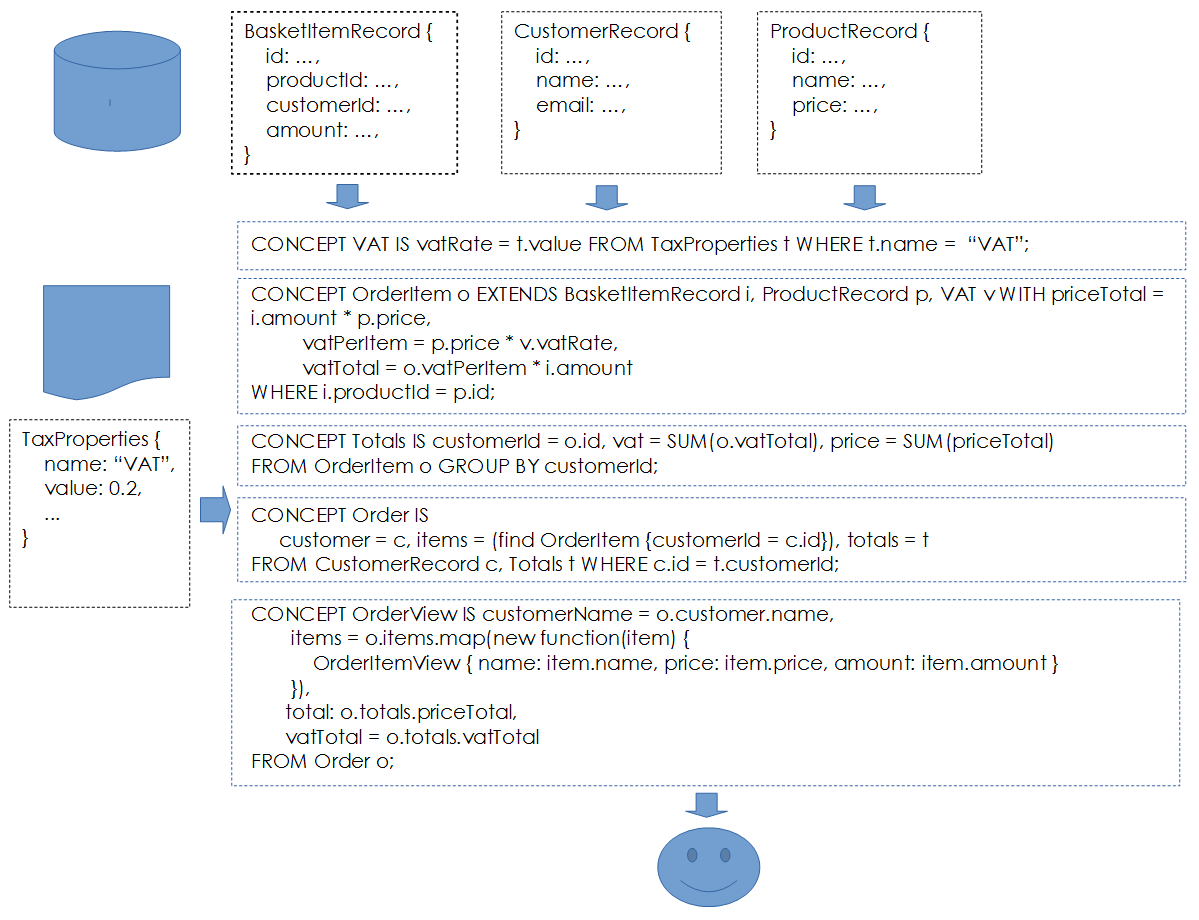 BasketItemRecord {
id: ...,
productId: ...,
customerId: ...,
amount: ...,
}
CustomerRecord {
id: ...,
name: ...,
email: ...,
}
ProductRecord {
id: ...,
name: ...,
price: ...,
}
CONCEPT VAT IS vatRate = t.value FROM TaxProperties t WHERE t.name = “VAT”;
CONCEPT OrderItem o EXTENDS BasketItemRecord i, ProductRecord p, VAT v WITH priceTotal =
i.amount * p.price,
vatPerItem = p.price * v.vatRate,
vatTotal = o.vatPerItem * i.amount
WHERE i.productId = p.id;
TaxProperties {
name: “VAT”,
value: 0.2,
...
}
CONCEPT Totals IS customerId = o.id, vat = SUM(o.vatTotal), price = SUM(priceTotal)
FROM OrderItem o GROUP BY customerId;
CONCEPT Order IS
customer = c, items = (find OrderItem {customerId = c.id}), totals = t
FROM CustomerRecord c, Totals t WHERE c.id = t.customerId;
CONCEPT OrderView IS customerName = o.customer.name,
items = o.items.map(new function(item) {
OrderItemView { name: item.name, price: item.price, amount: item.amount }
}),
total: o.totals.priceTotal,
vatTotal = o.totals.vatTotal
FROM Order o;